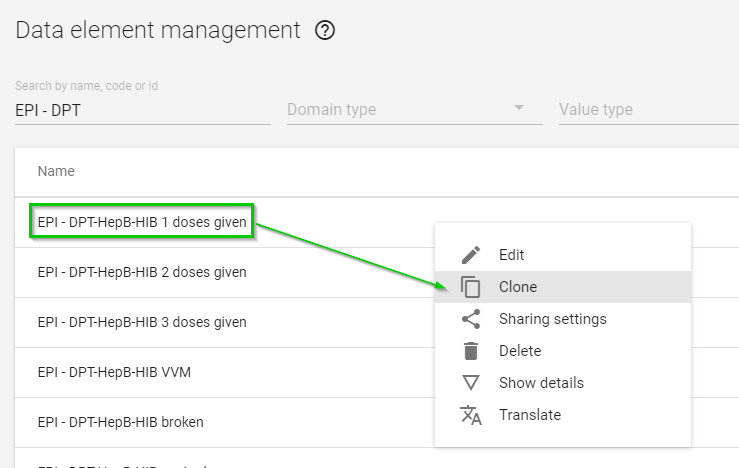 Data element management
Search by name, code or id
EPI - DPT
Domain type
Value type
Name
EPI - DPT-HepB-HIB 1 doses given
EPI - DPT-HepB-HIB 2 doses given
EPI - DPT-HepB-HIB 3 doses given
EPI - DPT-HepB-HIB VVM
EPI - DPT-HepB-HIB broken
Edit
Clone
Sharing settings
Delete
Show details
Translate